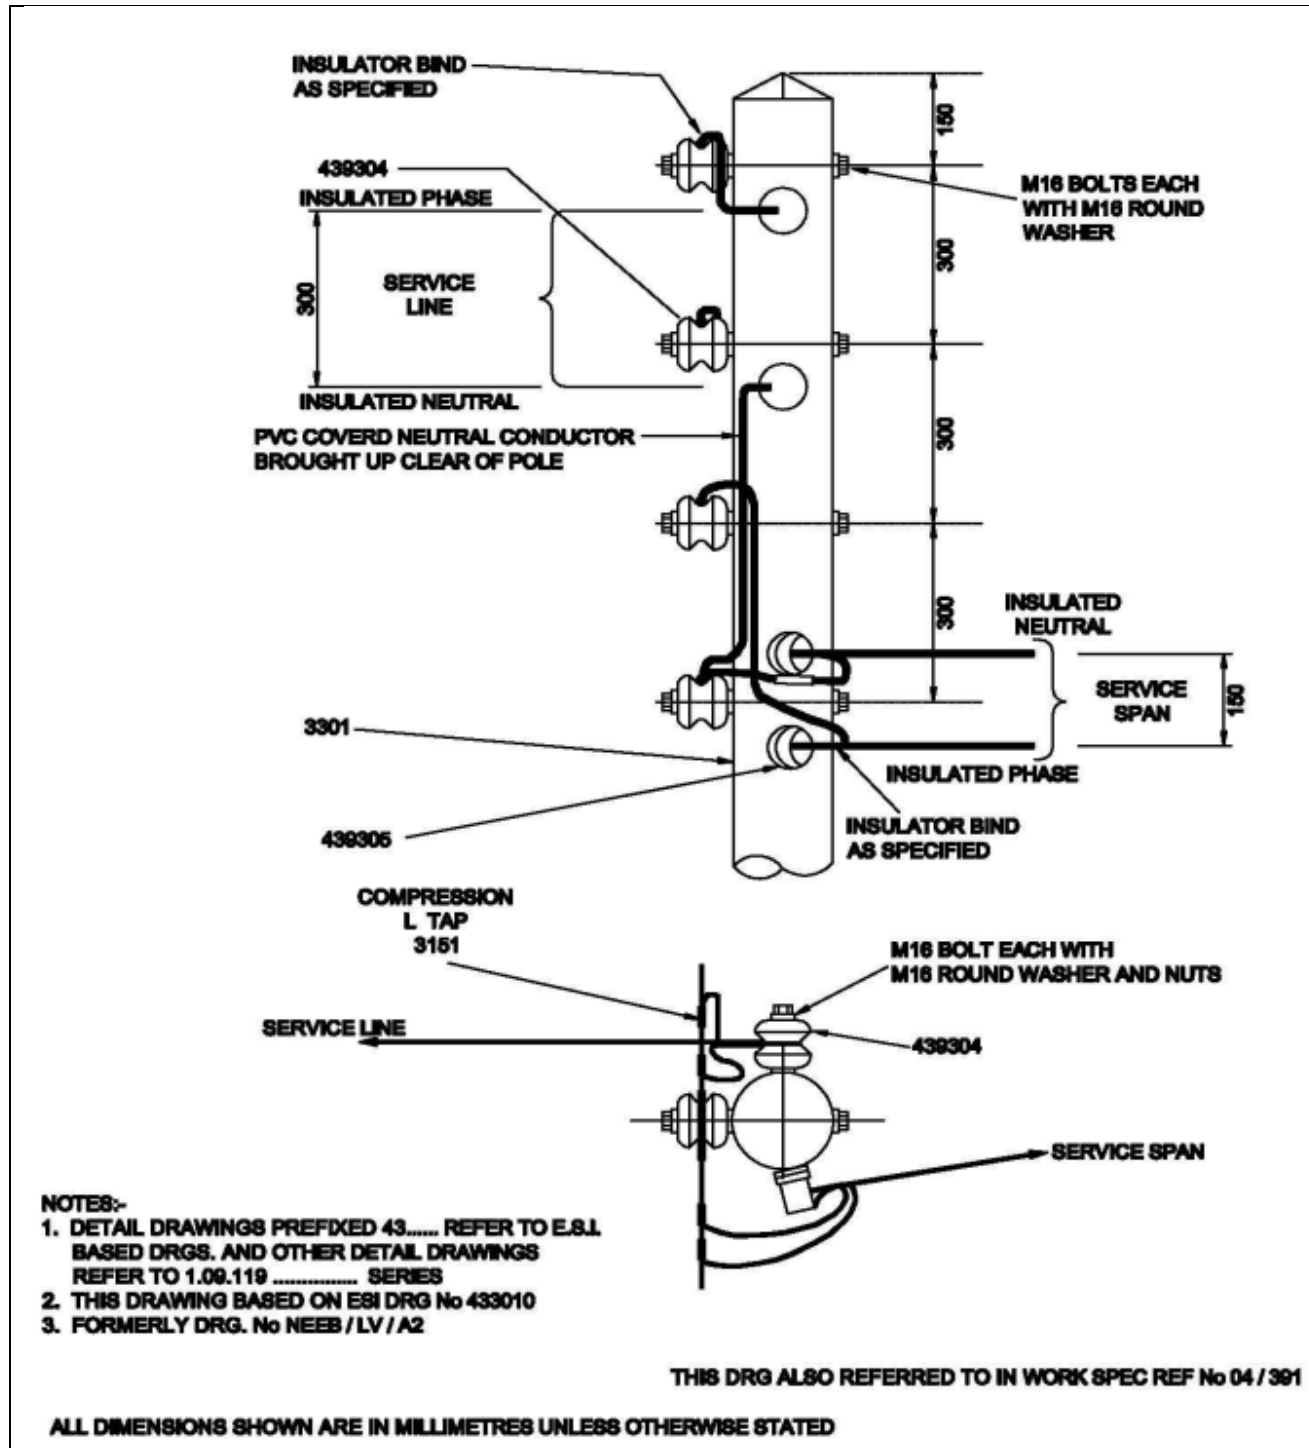 INSULATOR BIND
AS SPECIFIED
150
439304
INSULATED PHASE
M16 BOLTS EACH
WITH M16 ROUND
WASHER
300
SERVICE
LINE
300
INSULATED NEUTRAL
PVC COVERD NEUTRAL CONDUCTOR
BROUGHT UP CLEAR OF POLE
300
300
INSULATED
NEUTRAL
SERVICE
SPAN
150
3301
INSULATED PHASE
439305
INSULATOR BIND
AS SPECIFIED
COMPRESSION
L TAP
3151
M16 BOLT EACH WITH
M16 ROUND WASHER AND NUTS
SERVICE LINE
439304
SERVICE SPAN
NOTES:-
1. DETAIL DRAWINGS PREFIXED 43...... REFER TO E.S.I.
BASED DRGS. AND OTHER DETAIL DRAWINGS
REFER TO 1.09.119 ................ SERIES
2. THIS DRAWING BASED ON ESI DRG No 433010
3. FORMERLY DRG. No NEEB / LV / A2
THIS DRG ALSO REFERRED TO IN WORK SPEC REF No 04 / 391
ALL DIMENSIONS SHOWN ARE IN MILLIMETRES UNLESS OTHERWISE STATED